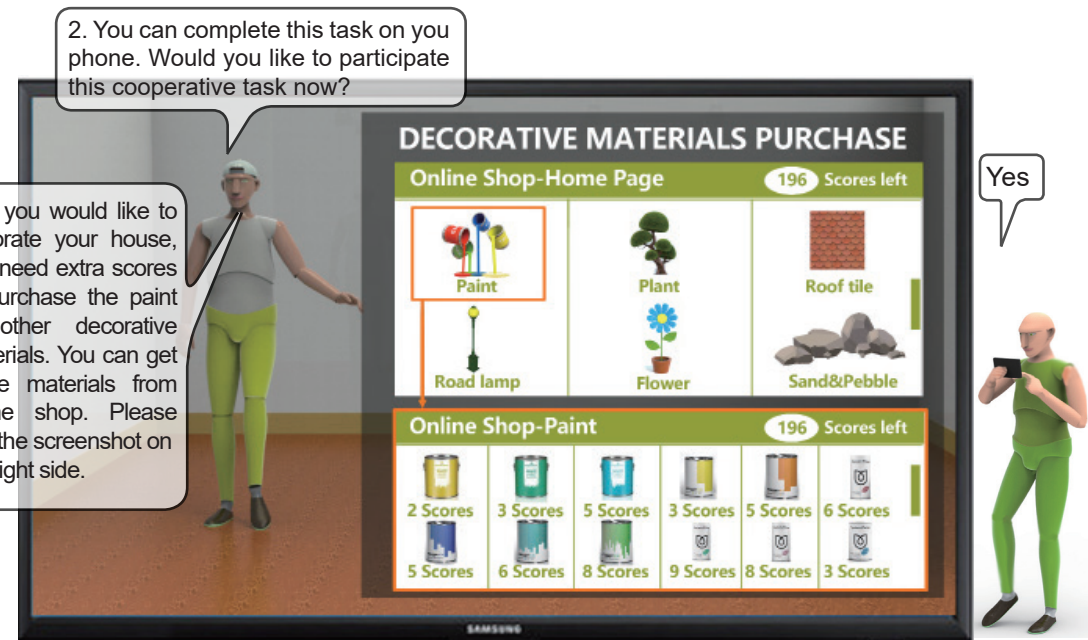 2. You can complete this task on you
phone. Would you like to participate
this cooperative task now?
you would like to
orate your house,
need extra scores
urchase the paint
other decorative
erials. You can get
e materials from
ne shop. Please
the screenshot on
ight side.
DECORATIVE MATERIALS PURCHASE
Online Shop-Home Page 196 Scores left
Paint Plant Roof tile
Road lamp Flower Sand&Pebble
Online Shop-Paint 196 Scores left
2 Scores 3 Scores 5 Scores 3 Scores 5 Scores 6 Scores
5 Scores 6 Scores 8 Scores 9 Scores 8 Scores 3 Scores
Yes
SAMSUNG